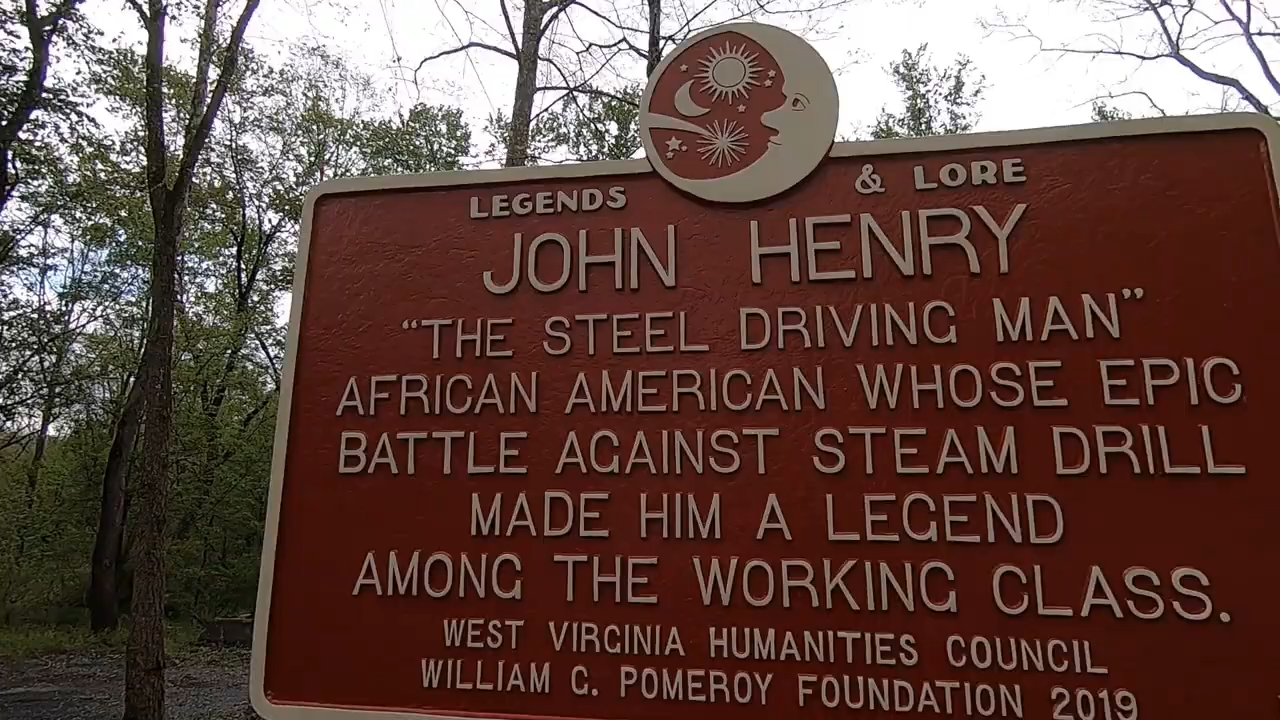 LEGENDS & LORE
JOHN HENRY
“THE STEEL DRIVING MAN”
AFRICAN AMERICAN WHOSE EPIC
BATTLE AGAINST STEAM DRILL
MADE HIM A LEGEND
AMONG THE WORKING CLASS.
WEST VIRGINIA HUMANITIES COUNCIL
WILLIAM G. POMEROY FOUNDATION 2019